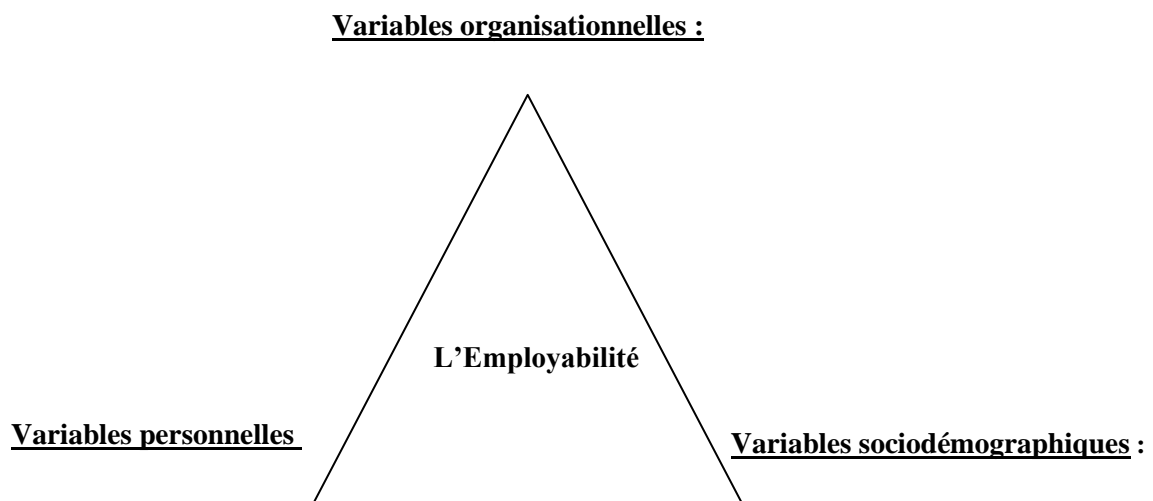 Variables organisationnelles :
L’Employabilité
Variables personnelles
Variables sociodémographiques :